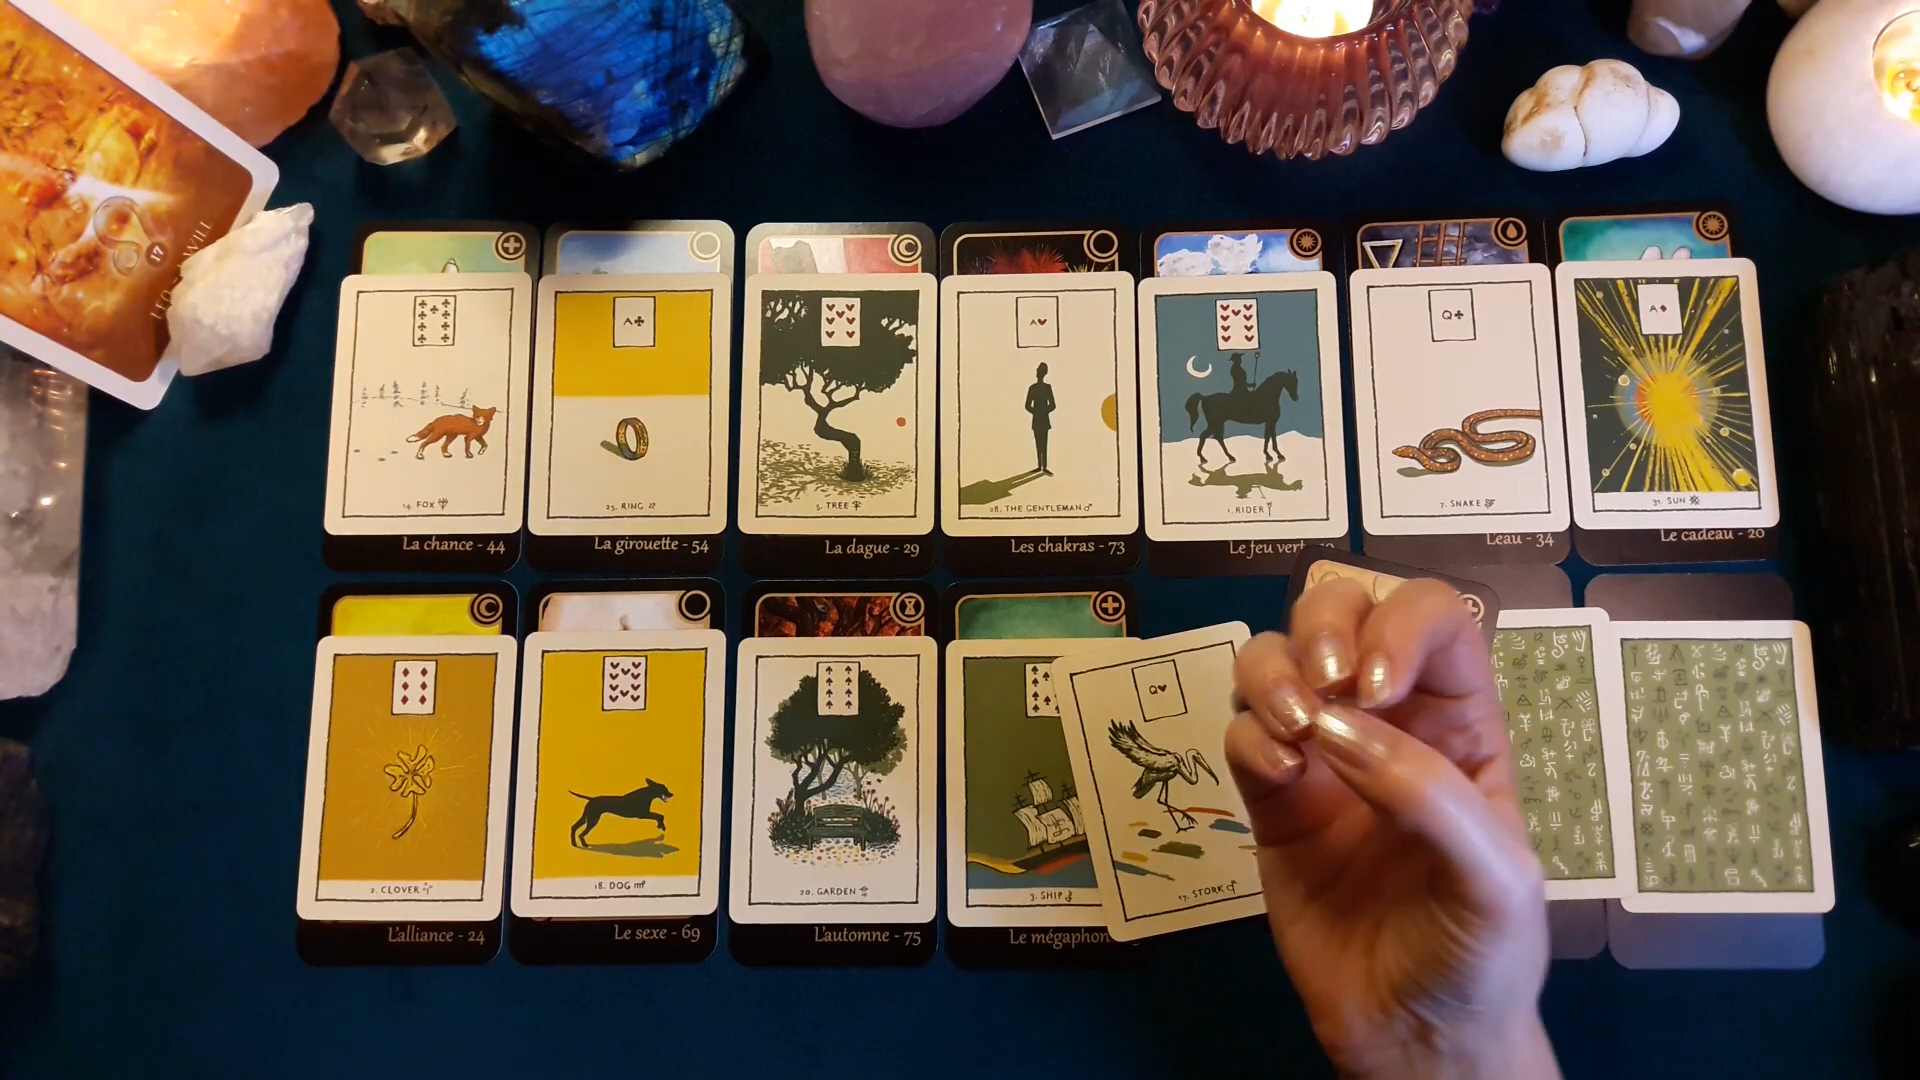 17
A♣
A♥
Q♣
A♦
14. FOX
25. RING
5. TREE
28. THE GENTLEMAN
1. RIDER
7. SNAKE
31. SUN
La chance - 44
La girouette - 54
La dague - 29
Les chakras - 73
Le feu vert
L'eau - 34
Le cadeau - 20
Q♥
2. CLOVER
18. DOG
20. GARDEN
3. SHIP
17. STORK
L'alliance - 24
Le sexe - 69
L'automne - 75
Le mégaphon